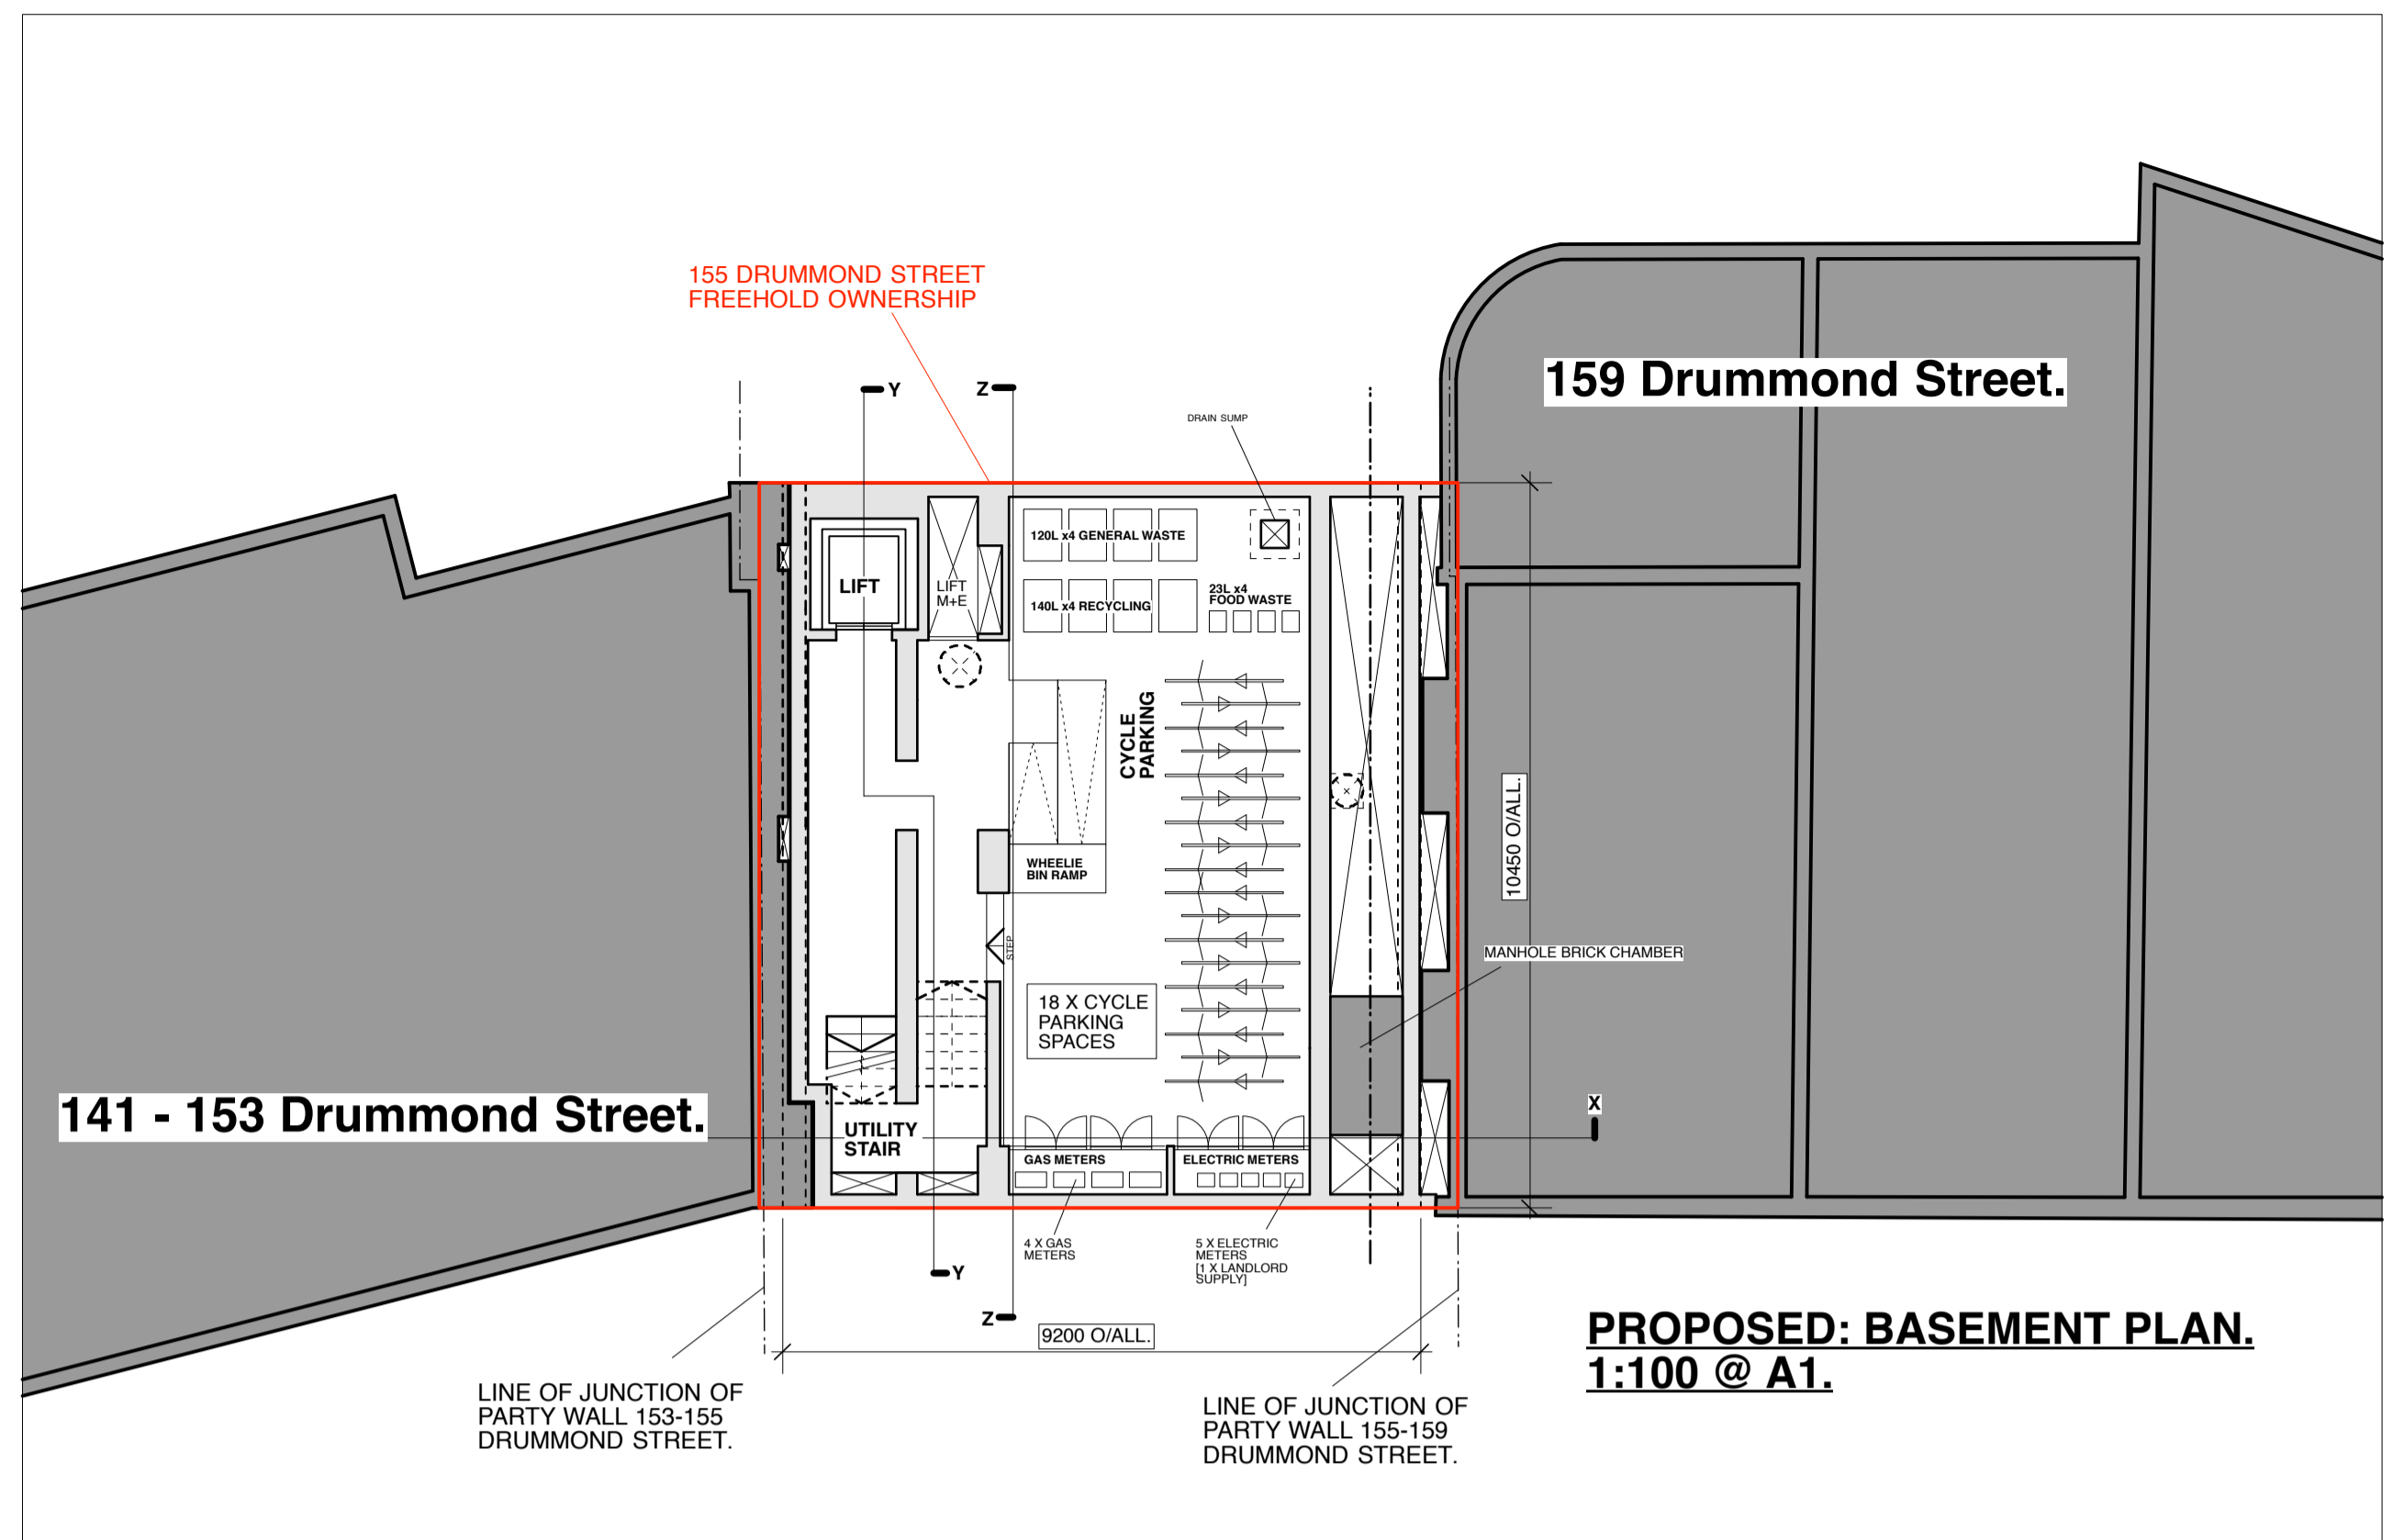 155 DRUMMOND STREET
FREEHOLD OWNERSHIP
159 Drummond Street.
Y
Z
DRAIN SUMP
120L x4 GENERAL WASTE
LIFT
LIFT
M+E
140L x4 RECYCLING
23L x4
FOOD WASTE
CYCLE
PARKING
10450 O/ALL.
WHEELIE
BIN RAMP
STEP
MANHOLE BRICK CHAMBER
18 X CYCLE
PARKING
SPACES
X
141 - 153 Drummond Street.
UTILITY
STAIR
GAS METERS
ELECTRIC METERS
4 X GAS
METERS
5 X ELECTRIC
METERS
[1 X LANDLORD
SUPPLY]
Y
Z
9200 O/ALL.
PROPOSED: BASEMENT PLAN.
1:100 @ A1.
LINE OF JUNCTION OF
PARTY WALL 153-155
DRUMMOND STREET.
LINE OF JUNCTION OF
PARTY WALL 155-159
DRUMMOND STREET.